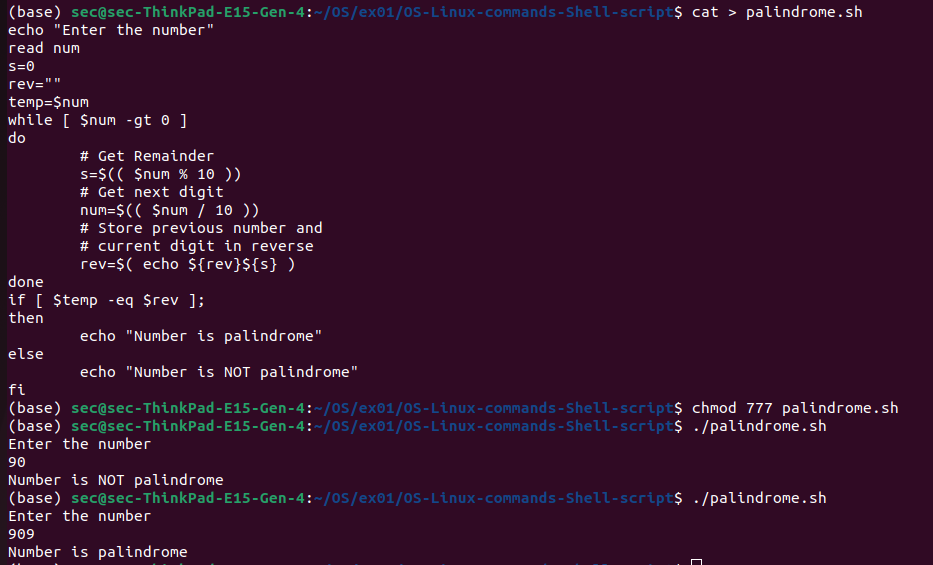 (base) sec@sec-ThinkPad-E15-Gen-4:~/OS/ex01/OS-Linux-commands-Shell-script$ cat > palindrome.sh
echo "Enter the number"
read num
s=0
rev=""
temp=$num
while [ $num -gt 0 ]
do
        # Get Remainder
        s=$(( $num % 10 ))
        # Get next digit
        num=$(( $num / 10 ))
        # Store previous number and
        # current digit in reverse
        rev=$( echo ${rev}${s} )
done
if [ $temp -eq $rev ];
then
        echo "Number is palindrome"
else
        echo "Number is NOT palindrome"
fi
(base) sec@sec-ThinkPad-E15-Gen-4:~/OS/ex01/OS-Linux-commands-Shell-script$ chmod 777 palindrome.sh
(base) sec@sec-ThinkPad-E15-Gen-4:~/OS/ex01/OS-Linux-commands-Shell-script$ ./palindrome.sh
Enter the number
90
Number is NOT palindrome
(base) sec@sec-ThinkPad-E15-Gen-4:~/OS/ex01/OS-Linux-commands-Shell-script$ ./palindrome.sh
Enter the number
909
Number is palindrome